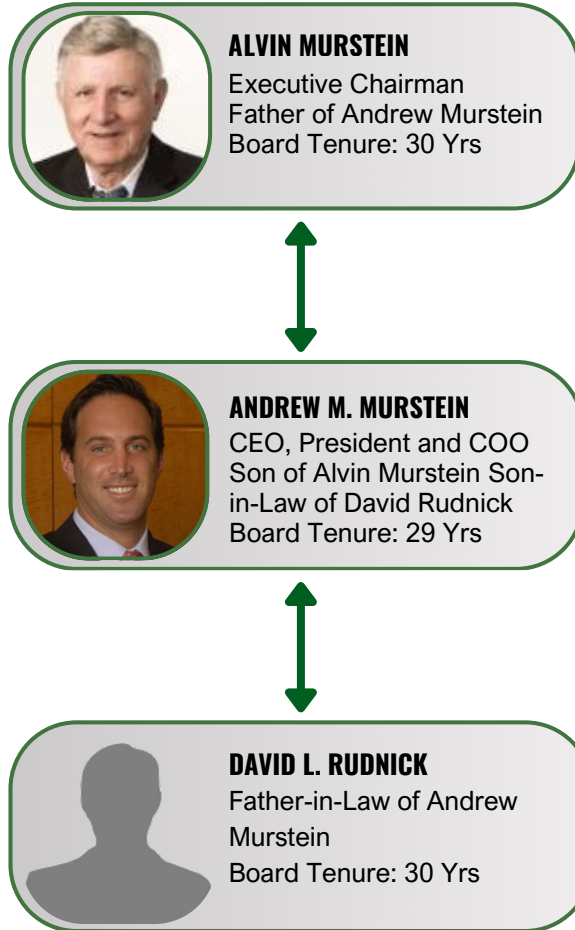 ALVIN MURSTEIN
Executive Chairman
Father of Andrew Murstein
Board Tenure: 30 Yrs
ANDREW M. MURSTEIN
CEO, President and COO
Son of Alvin Murstein Son-
in-Law of David Rudnick
Board Tenure: 29 Yrs
DAVID L. RUDNICK
Father-in-Law of Andrew
Murstein
Board Tenure: 30 Yrs